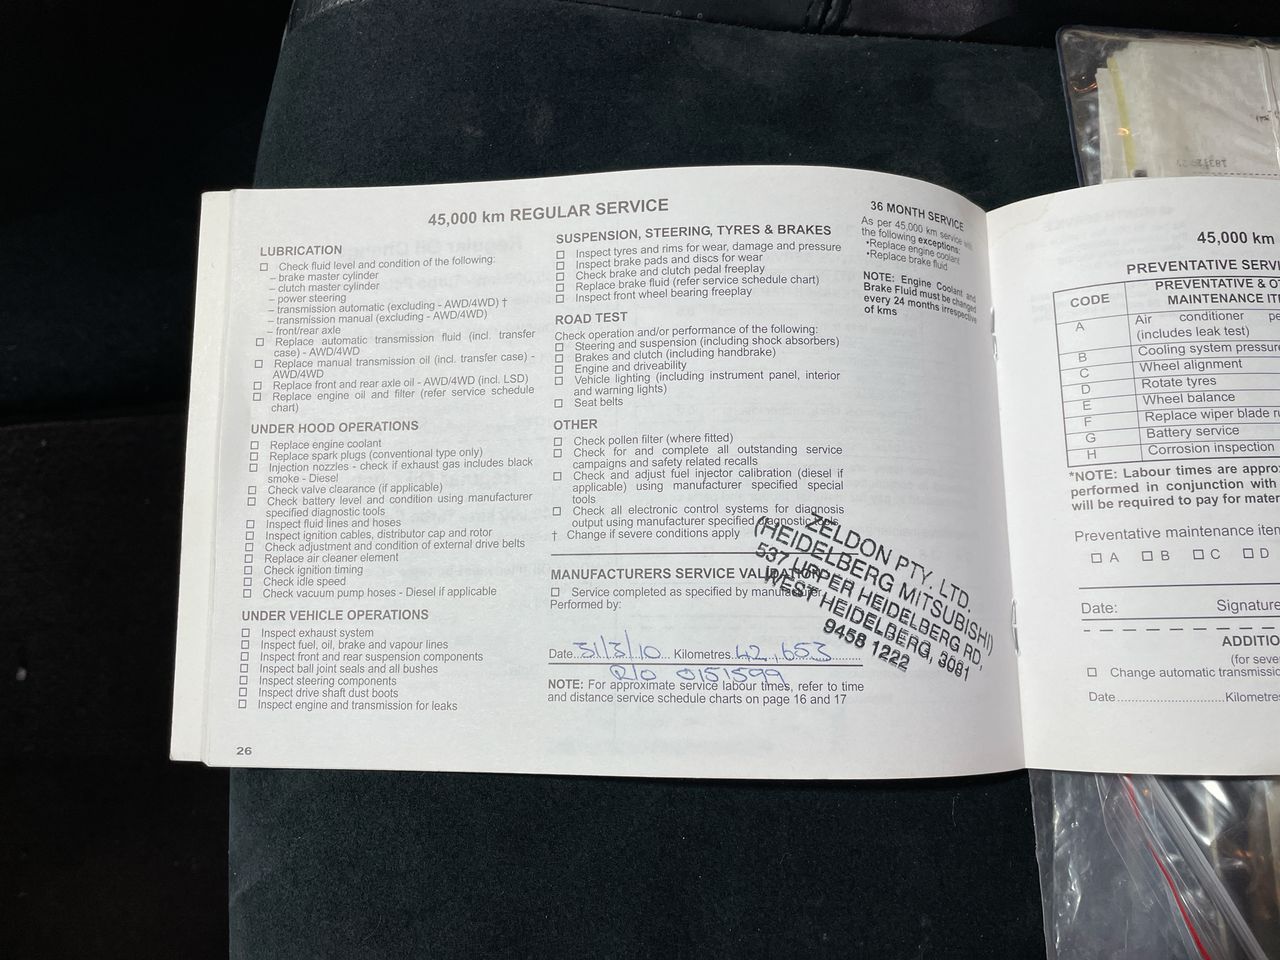 45,000 km REGULAR SERVICE
LUBRICATION
Check fluid level and condition of the following:
– brake master cylinder
– clutch master cylinder
– power steering
– transmission automatic (excluding - AWD/4WD) †
– transmission manual (excluding - AWD/4WD)
– front/rear axle
Replace automatic transmission fluid (incl. transfer
case) - AWD/4WD
Replace manual transmission oil (incl. transfer case) -
AWD/4WD
Replace front and rear axle oil - AWD/4WD (incl. LSD)
Replace engine oil and filter (refer service schedule
chart)
UNDER HOOD OPERATIONS
Replace engine coolant
Replace spark plugs (conventional type only)
Injection nozzles - check if exhaust gas includes black
smoke - Diesel
Check valve clearance (if applicable)
Check battery level and condition using manufacturer
specified diagnostic tools
Inspect fluid lines and hoses
Inspect ignition cables, distributor cap and rotor
Check adjustment and condition of external drive belts
Replace air cleaner element
Check ignition timing
Check idle speed
Check vacuum pump hoses - Diesel if applicable
UNDER VEHICLE OPERATIONS
Inspect exhaust system
Inspect fuel, oil, brake and vapour lines
Inspect front and rear suspension components
Inspect ball joint seals and all bushes
Inspect steering components
Inspect drive shaft dust boots
Inspect engine and transmission for leaks
26
SUSPENSION, STEERING, TYRES & BRAKES
Inspect tyres and rims for wear, damage and pressure
Inspect brake pads and discs for wear
Check brake and clutch pedal freeplay
Replace brake fluid (refer service schedule chart)
Inspect front wheel bearing freeplay
ROAD TEST
Check operation and/or performance of the following:
Steering and suspension (including shock absorbers)
Brakes and clutch (including handbrake)
Engine and driveability
Vehicle lighting (including instrument panel, interior
and warning lights)
Seat belts
OTHER
Check pollen filter (where fitted)
Check for and complete all outstanding service
campaigns and safety related recalls
Check and adjust fuel injector calibration (diesel if
applicable) using manufacturer specified special
tools
Check all electronic control systems for diagnosis
output using manufacturer specified diagnostic tools
† Change if severe conditions apply
MANUFACTURERS SERVICE VALIDATION
Service completed as specified by manufacturer
Performed by:
Date 31/3/10 Kilometres 42,653
R/O 0151599
NOTE: For approximate service labour times, refer to time
and distance service schedule charts on page 16 and 17
ZELDON PTY. LTD.
(HEIDELBERG MITSUBISHI)
537 UPPER HEIDELBERG RD,
WEST HEIDELBERG, 3081
9458 1222
36 MONTH SERVICE
As per 45,000 km service with
the following exceptions:
•Replace engine coolant
•Replace brake fluid
NOTE: Engine Coolant and
Brake Fluid must be changed
every 24 months irrespective
of kms
45,000 km
PREVENTATIVE SERVI
CODE
PREVENTATIVE & OT
MAINTENANCE ITE
A
Air conditioner pe
(includes leak test)
B
Cooling system pressure
C
Wheel alignment
D
Rotate tyres
E
Wheel balance
F
Replace wiper blade ru
G
Battery service
H
Corrosion inspection
*NOTE: Labour times are approx
performed in conjunction with
will be required to pay for mater
Preventative maintenance item
A B C D
Date: Signature
ADDITIO
(for seve
Change automatic transmissio
Date Kilometres